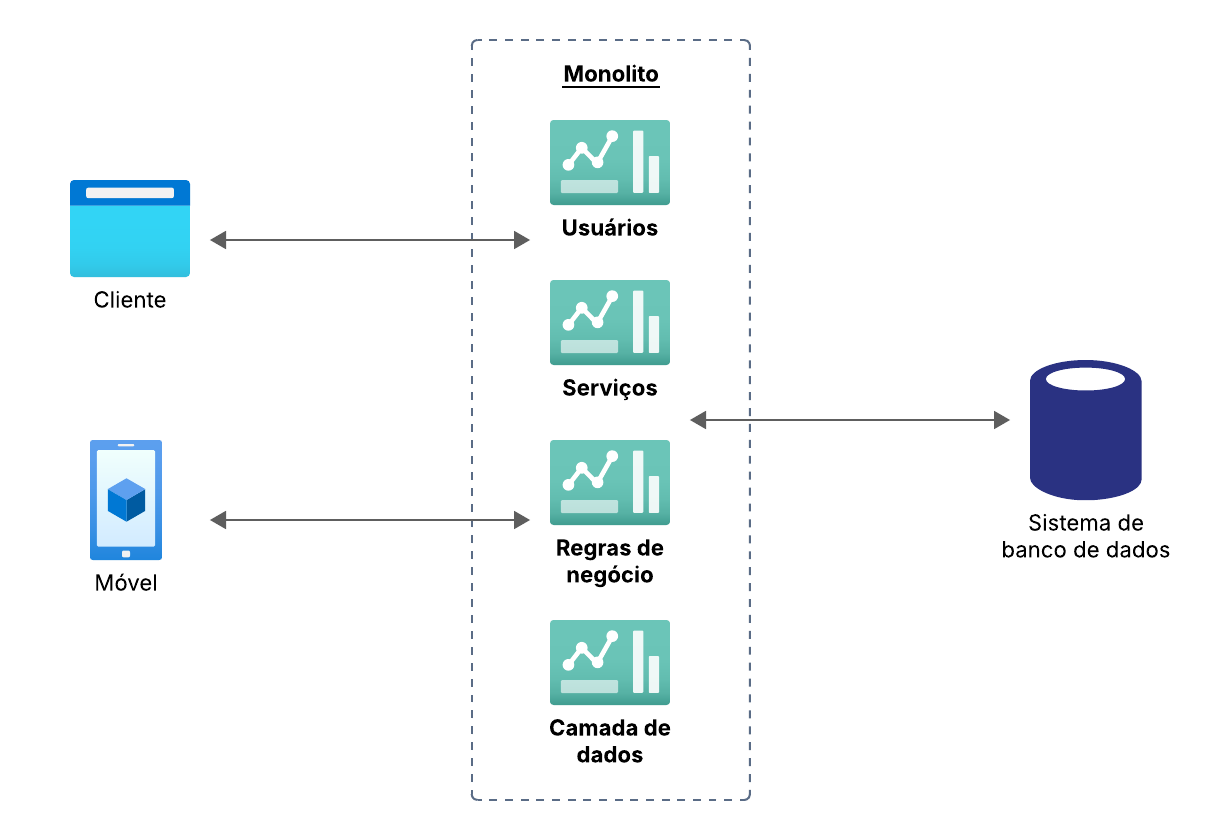 Monolito
Usuários
Cliente
Serviços
Regras de
negócio
Móvel
Sistema de
banco de dados
Camada de
dados